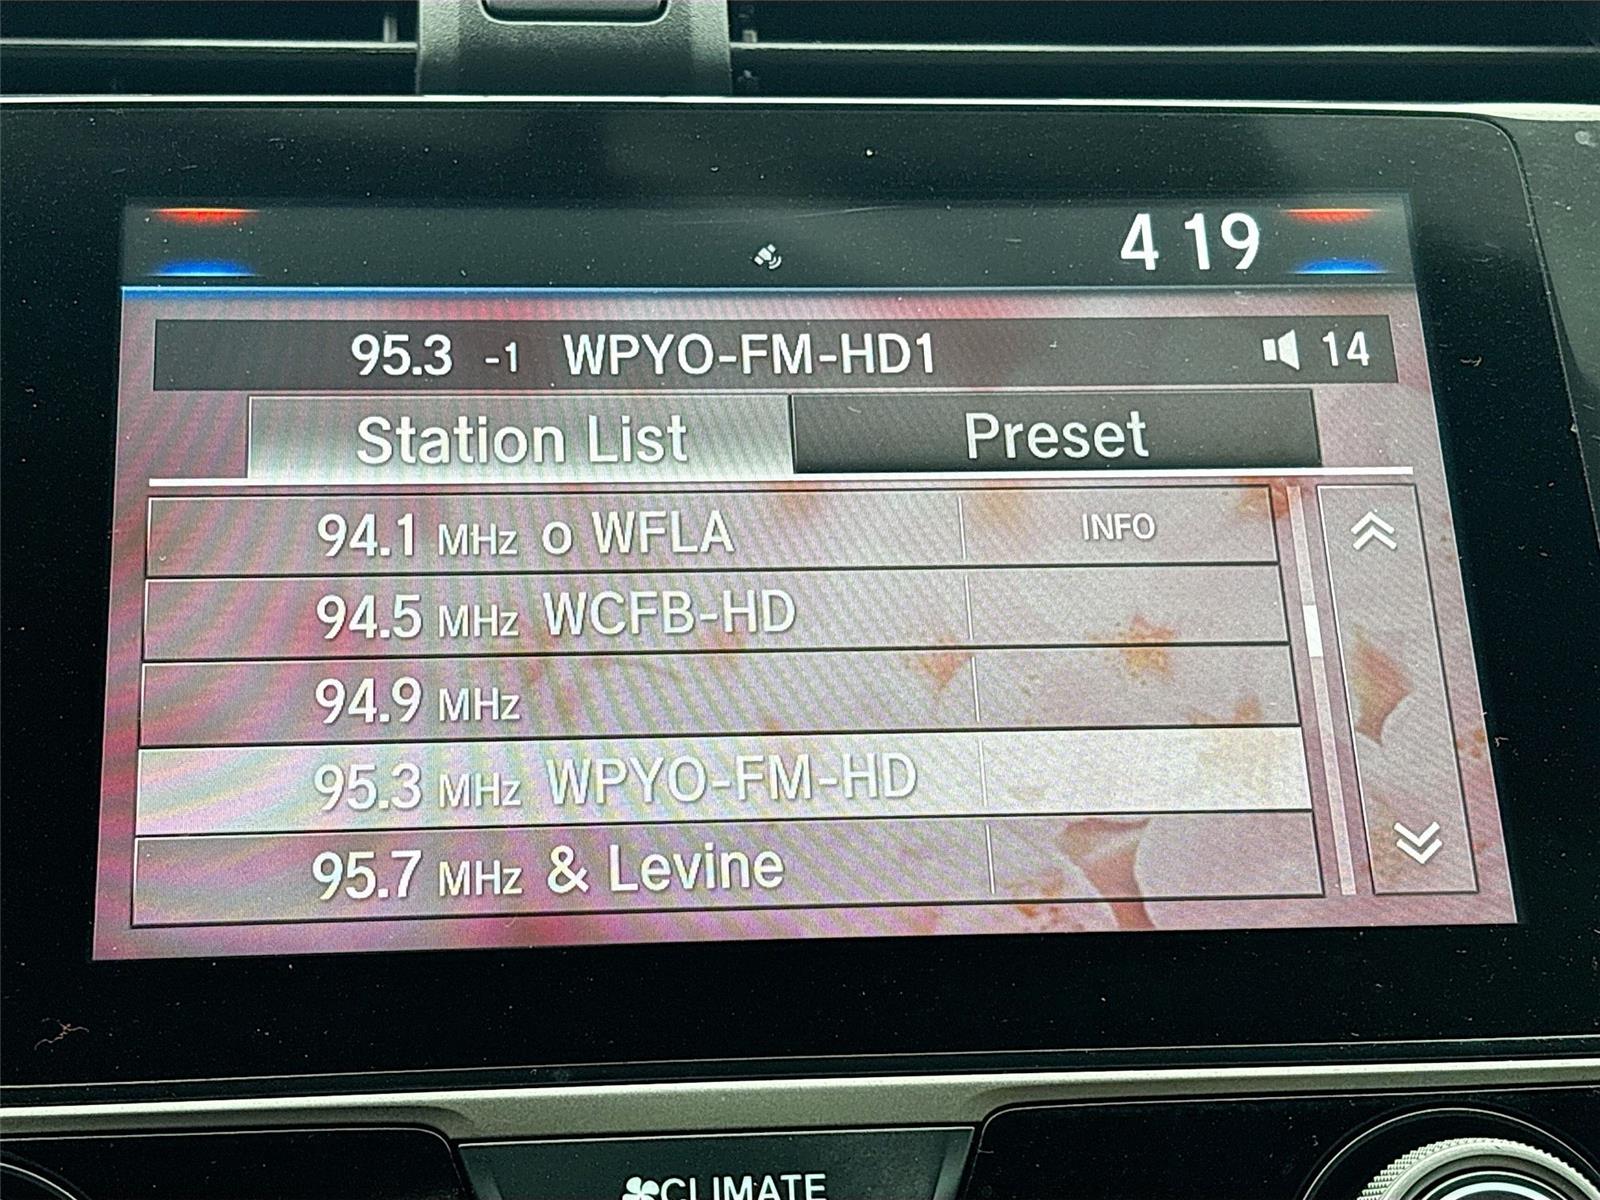 4 19
95.3 -1 WPYO-FM-HD1 14
Station List Preset
94.1 MHz o WFLA INFO
94.5 MHz WCFB-HD
94.9 MHz
95.3 MHz WPYO-FM-HD
95.7 MHz & Levine
CLIMATE